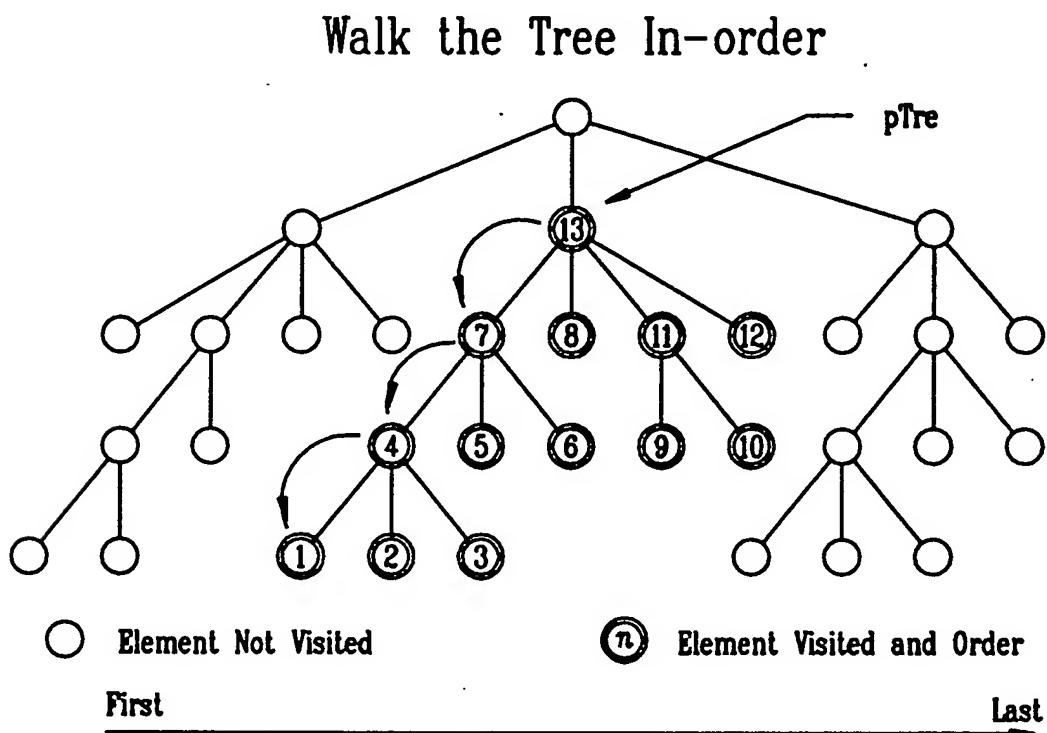 Walk the Tree In-order
pTre
13
7 8 11 12
4 5 6 9 10
1 2 3
Element Not Visited
n Element Visited and Order
First Last